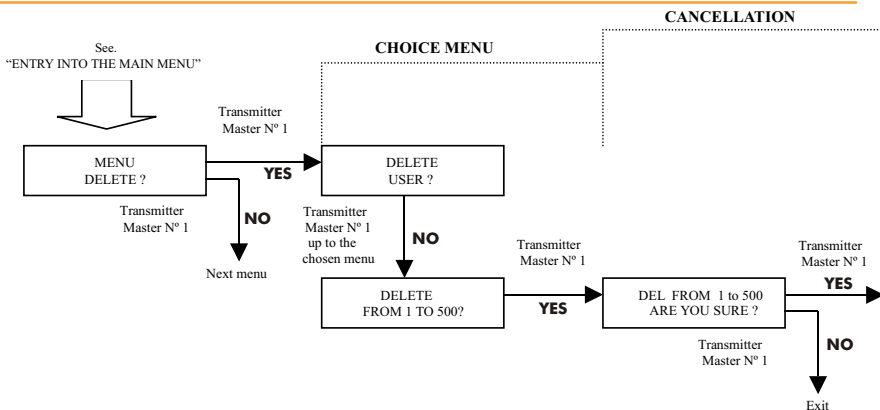 CANCELLATION
CHOICE MENU
See.
“ENTRY INTO THE MAIN MENU”
Transmitter
Master Nº 1
MENU
DELETE ?
YES
DELETE
USER ?
Transmitter
Master Nº 1
NO
Next menu
Transmitter
Master Nº 1
up to the
chosen menu
NO
DELETE
FROM 1 TO 500?
Transmitter
Master Nº 1
YES
DEL FROM 1 to 500
ARE YOU SURE ?
Transmitter
Master Nº 1
YES
Transmitter
Master Nº 1
NO
Exit